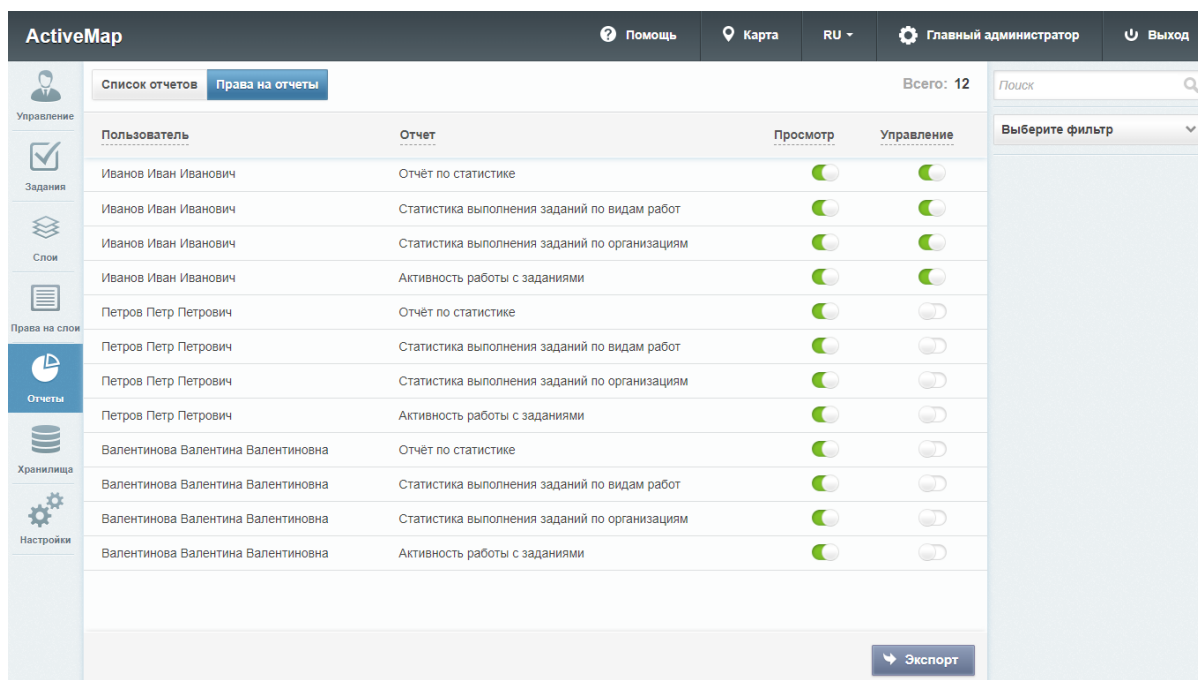 ActiveMap Помощь Карта RU Главный администратор Выход
Управление
Задания
Слои
Права на слои
Отчеты
Хранилища
Настройки
Список отчетов Права на отчеты Всего: 12
Пользователь Отчет Просмотр Управление
Иванов Иван Иванович Отчёт по статистике
Иванов Иван Иванович Статистика выполнения заданий по видам работ
Иванов Иван Иванович Статистика выполнения заданий по организациям
Иванов Иван Иванович Активность работы с заданиями
Петров Петр Петрович Отчёт по статистике
Петров Петр Петрович Статистика выполнения заданий по видам работ
Петров Петр Петрович Статистика выполнения заданий по организациям
Петров Петр Петрович Активность работы с заданиями
Валентинова Валентина Валентиновна Отчёт по статистике
Валентинова Валентина Валентиновна Статистика выполнения заданий по видам работ
Валентинова Валентина Валентиновна Статистика выполнения заданий по организациям
Валентинова Валентина Валентиновна Активность работы с заданиями
Экспорт
Поиск
Выберите фильтр